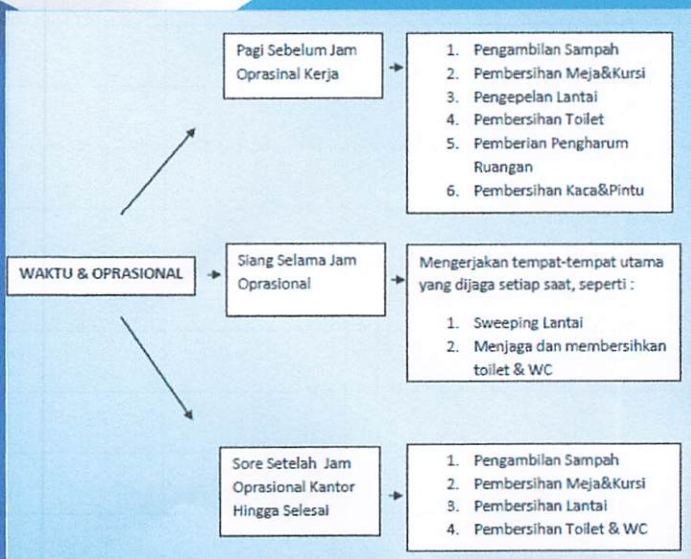 Pagi Sebelum Jam
Oprasinal Kerja
1. Pengambilan Sampah
2. Pembersihan Meja&Kursi
3. Pengepelan Lantai
4. Pembersihan Toilet
5. Pemberian Pengharum
Ruangan
6. Pembersihan Kaca&Pintu
WAKTU & OPRASIONAL
Siang Selama Jam
Oprasional
Mengerjakan tempat-tempat utama
yang dijaga setiap saat, seperti :
1. Sweeping Lantai
2. Menjaga dan membersihkan
toilet & WC
Sore Setelah Jam
Oprasional Kantor
Hingga Selesai
1. Pengambilan Sampah
2. Pembersihan Meja&Kursi
3. Pembersihan Lantai
4. Pembersihan Toilet & WC